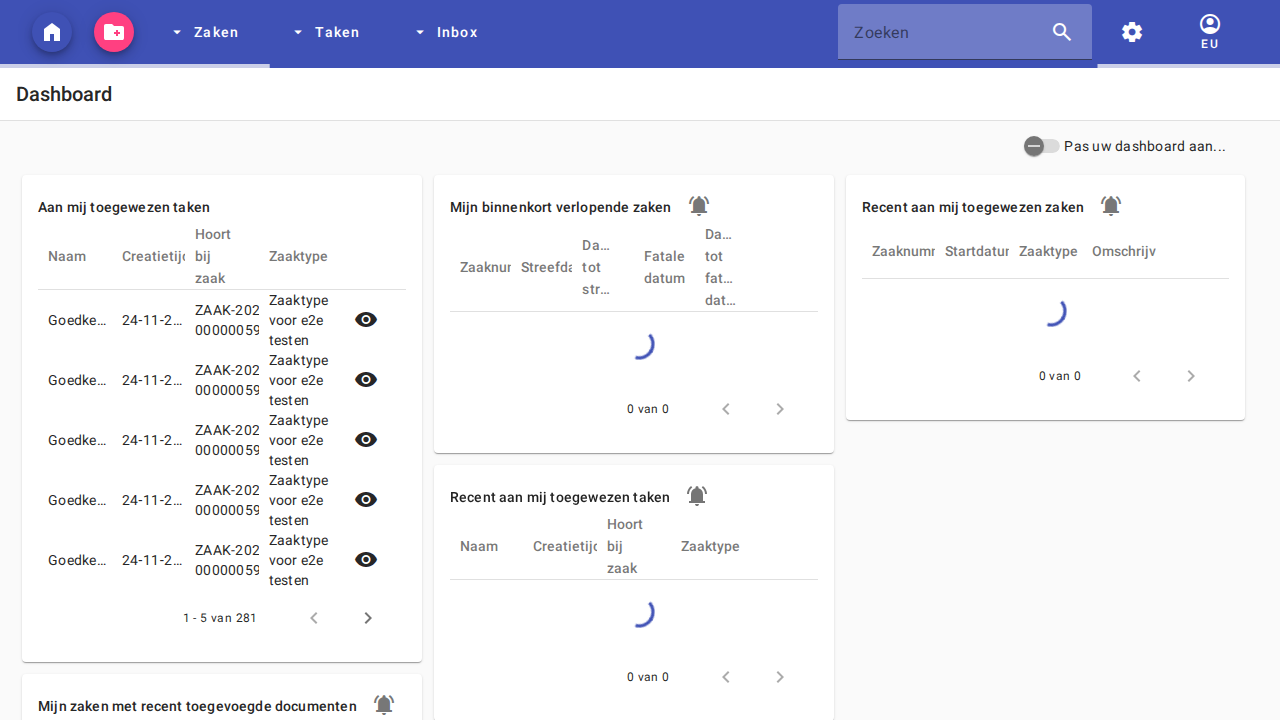 Zaken
Taken
Inbox
Zoeken
EU
Dashboard
Pas uw dashboard aan...
Aan mij toegewezen taken
Naam
Creatietijd
Hoort bij zaak
Zaaktype
Goedke... 24-11-2... ZAAK-202 00000059 Zaaktype voor e2e testen
Goedke... 24-11-2... ZAAK-202 00000059 Zaaktype voor e2e testen
Goedke... 24-11-2... ZAAK-202 00000059 Zaaktype voor e2e testen
Goedke... 24-11-2... ZAAK-202 00000059 Zaaktype voor e2e testen
Goedke... 24-11-2... ZAAK-202 00000059 Zaaktype voor e2e testen
1 - 5 van 281
Mijn zaken met recent toegevoegde documenten
Mijn binnenkort verlopende zaken
Zaaknum
Streefda
Da... tot str...
Fatale datum
Da... tot fat... dat...
0 van 0
Recent aan mij toegewezen taken
Naam
Creatietijd
Hoort bij zaak
Zaaktype
0 van 0
Recent aan mij toegewezen zaken
Zaaknumm
Startdatum
Zaaktype
Omschrijv
0 van 0